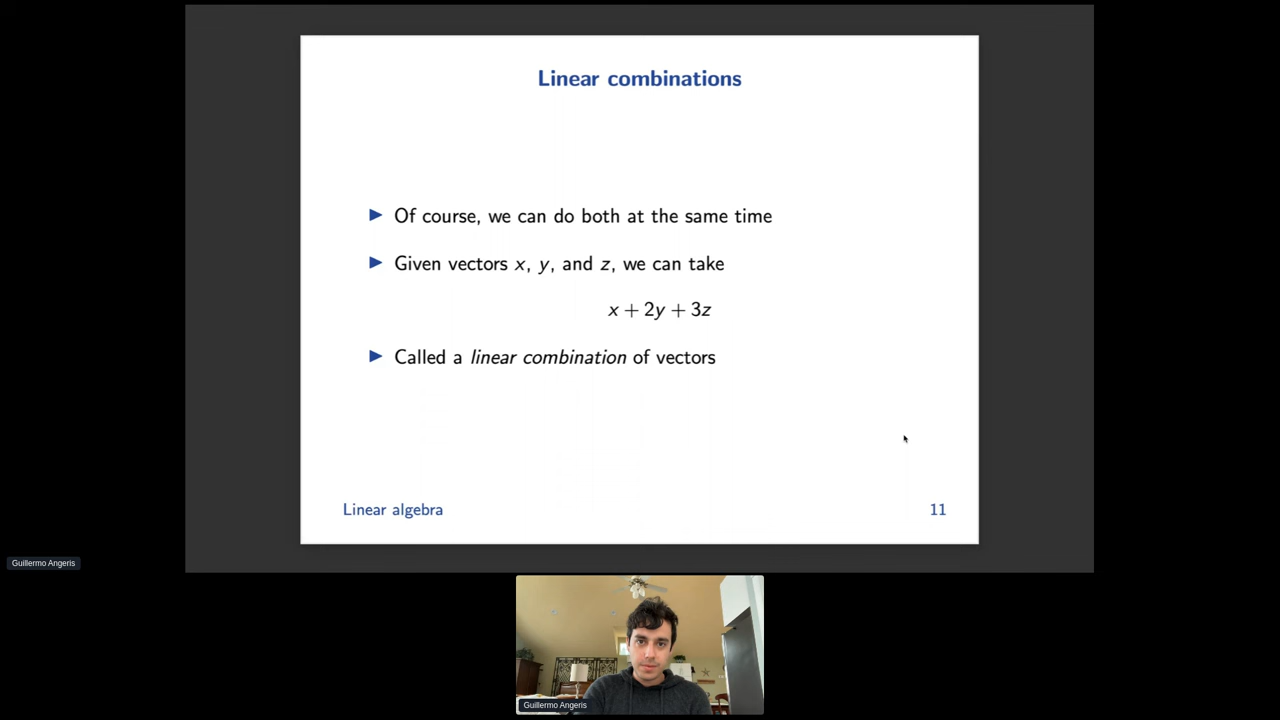 Linear combinations
▶ Of course, we can do both at the same time
▶ Given vectors x, y, and z, we can take
x + 2y + 3z
▶ Called a linear combination of vectors
Linear algebra 11
Guillermo Angeris
Guillermo Angeris